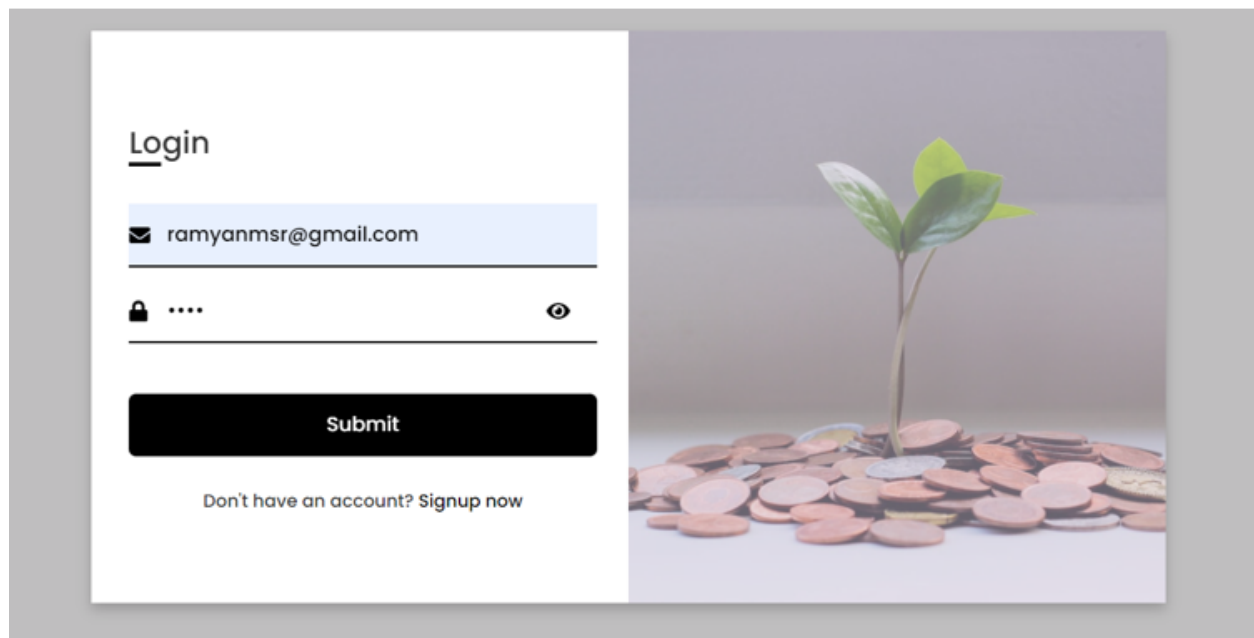 Login
ramyanmsr@gmail.com
••••
Submit
Don't have an account? Signup now